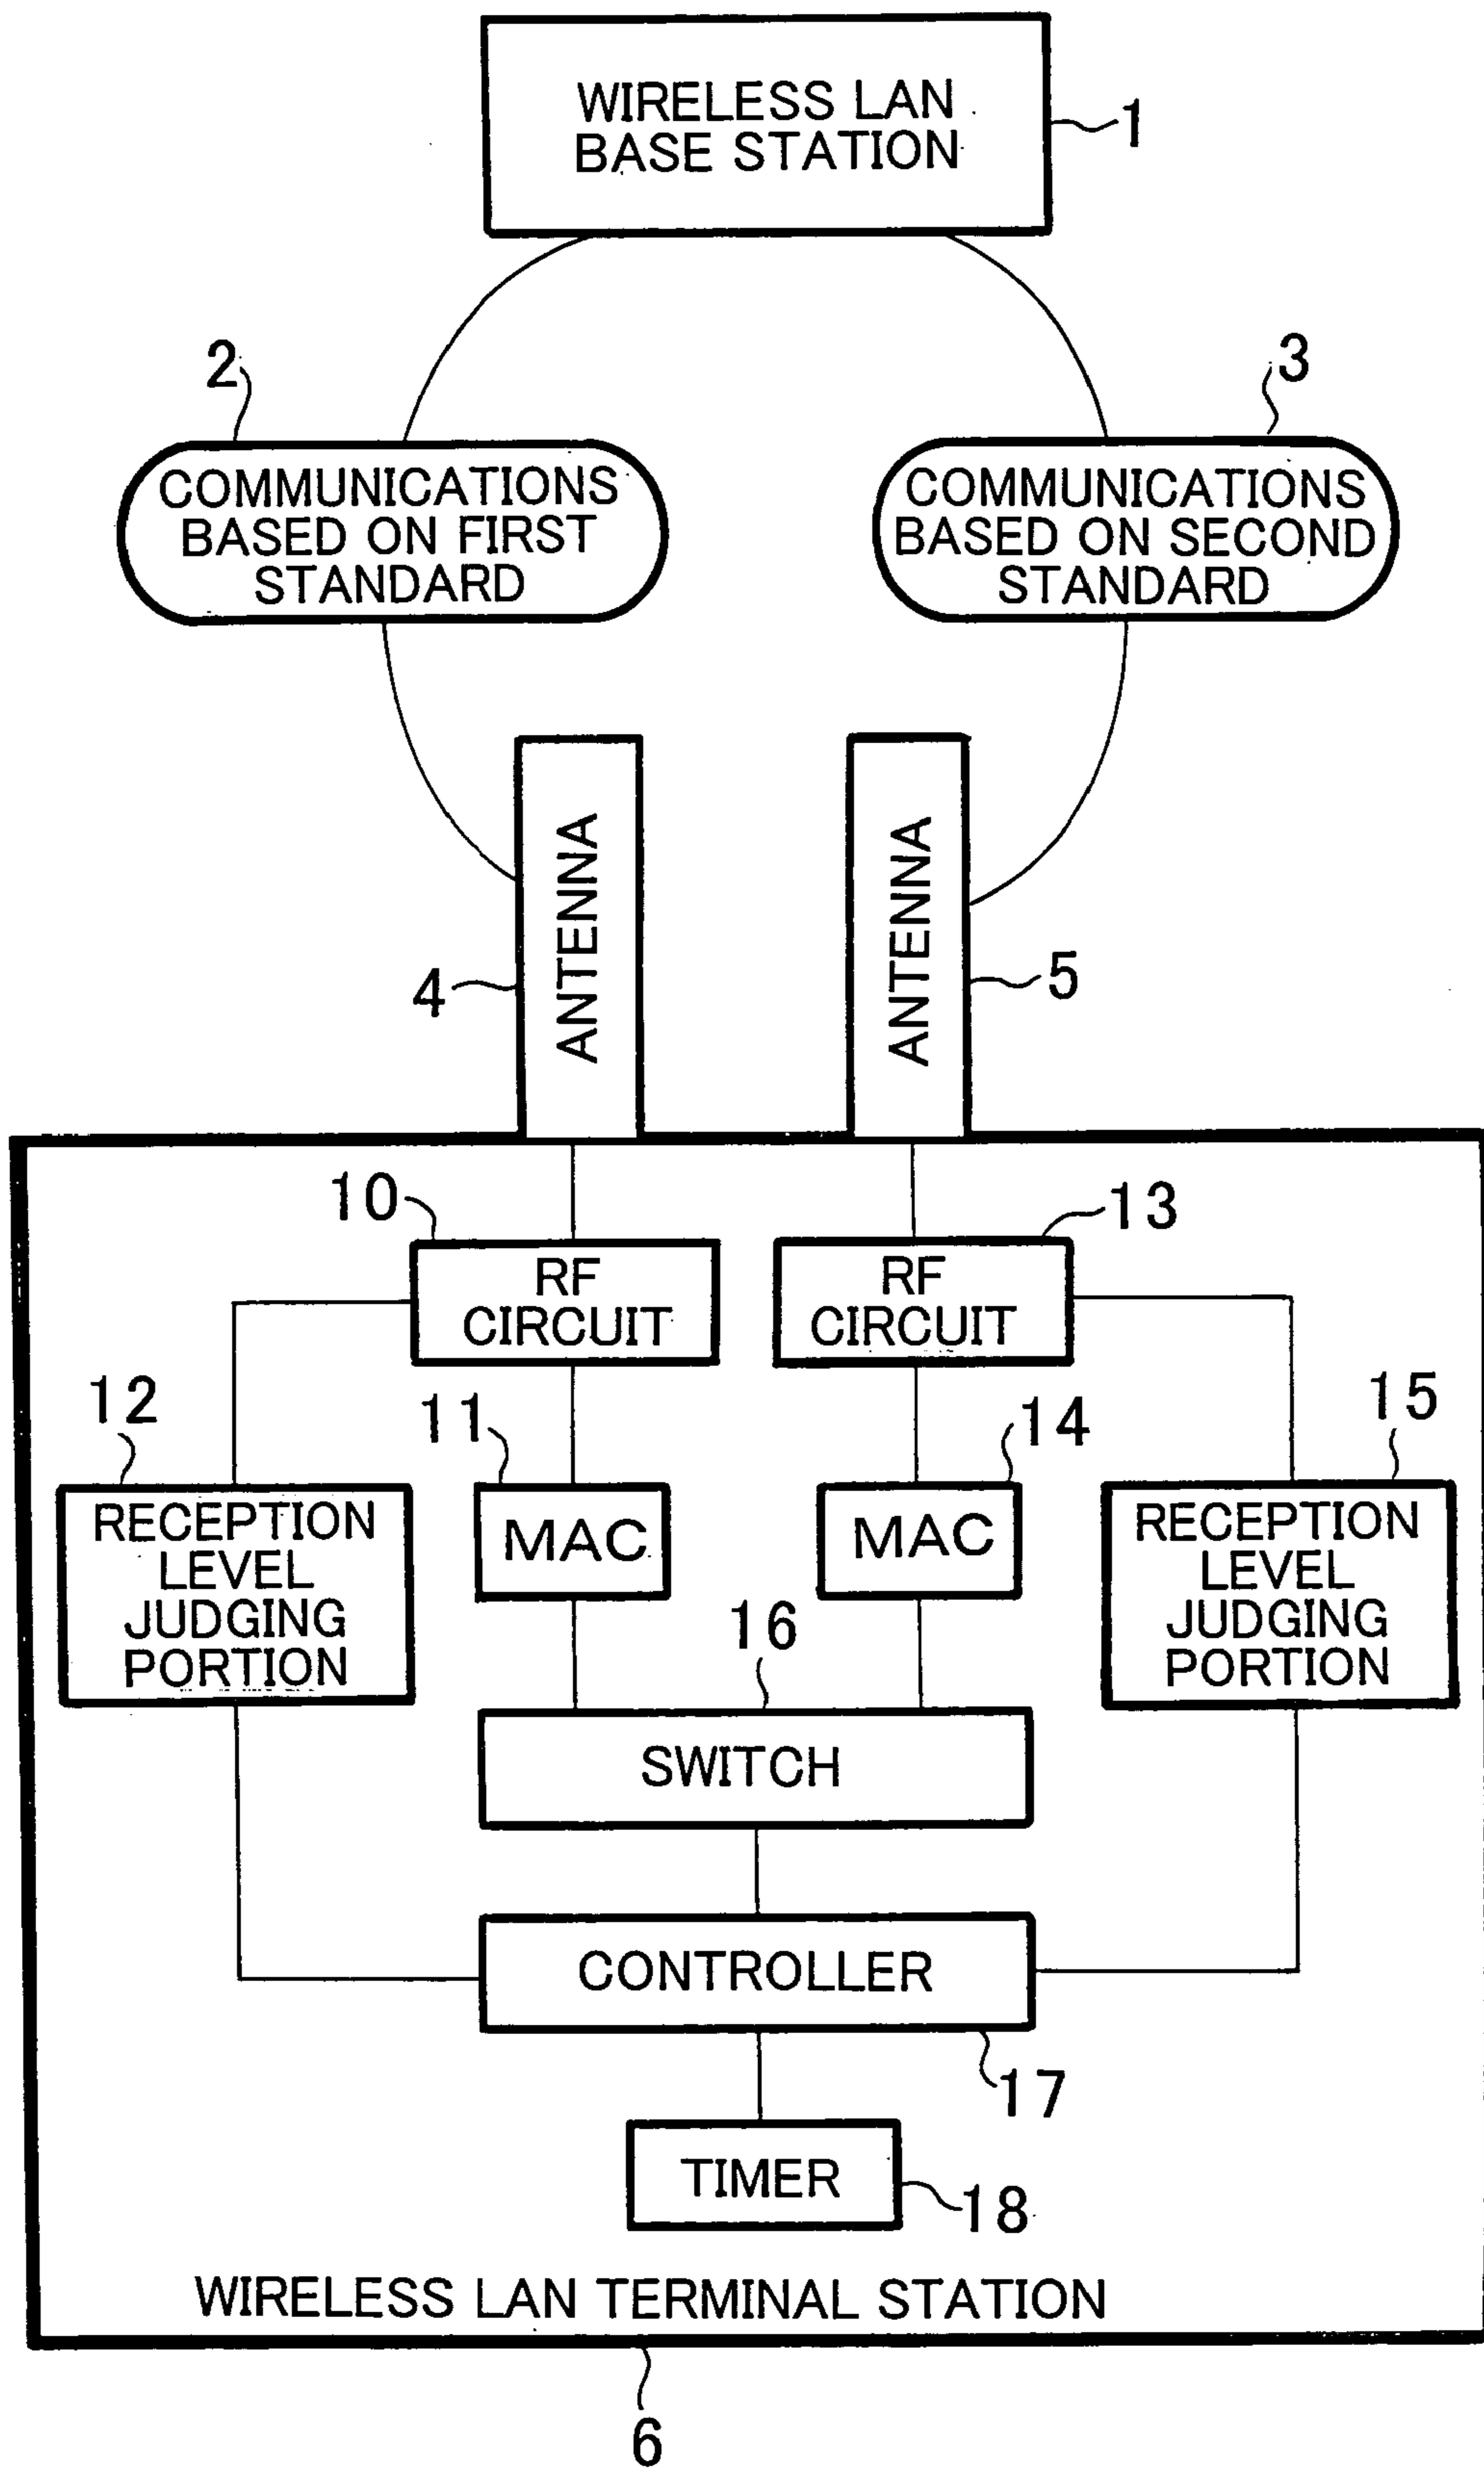 WIRELESS LAN
BASE STATION
1
2
3
COMMUNICATIONS
BASED ON FIRST
STANDARD
COMMUNICATIONS
BASED ON SECOND
STANDARD
ANTENNA
ANTENNA
4
5
10
13
RF
CIRCUIT
RF
CIRCUIT
12
11
14
15
RECEPTION
LEVEL
JUDGING
PORTION
MAC
MAC
RECEPTION
LEVEL
JUDGING
PORTION
16
SWITCH
CONTROLLER
17
TIMER
18
WIRELESS LAN TERMINAL STATION
6